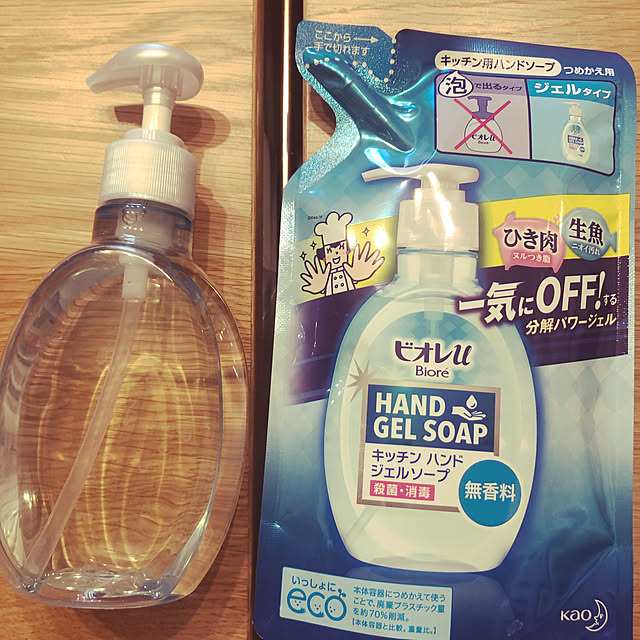 ここから
手で切れます
キッチン用ハンドソープ つめかえ用
泡で出るタイプ
ジェルタイプ
ビオレu
ひき肉
ヌルつき脂
生魚
ニオイ汚れ
一気にOFF!する
分解パワージェル
ビオレu
Bioré
HAND
GEL SOAP
キッチン ハンド
ジェルソープ
殺菌・消毒
無香料
いっしょに
eco
本体容器につめかえて使う
ことで、廃棄プラスチック量
を約70%削減。
【本体容器と比較。重量比。】
KAO